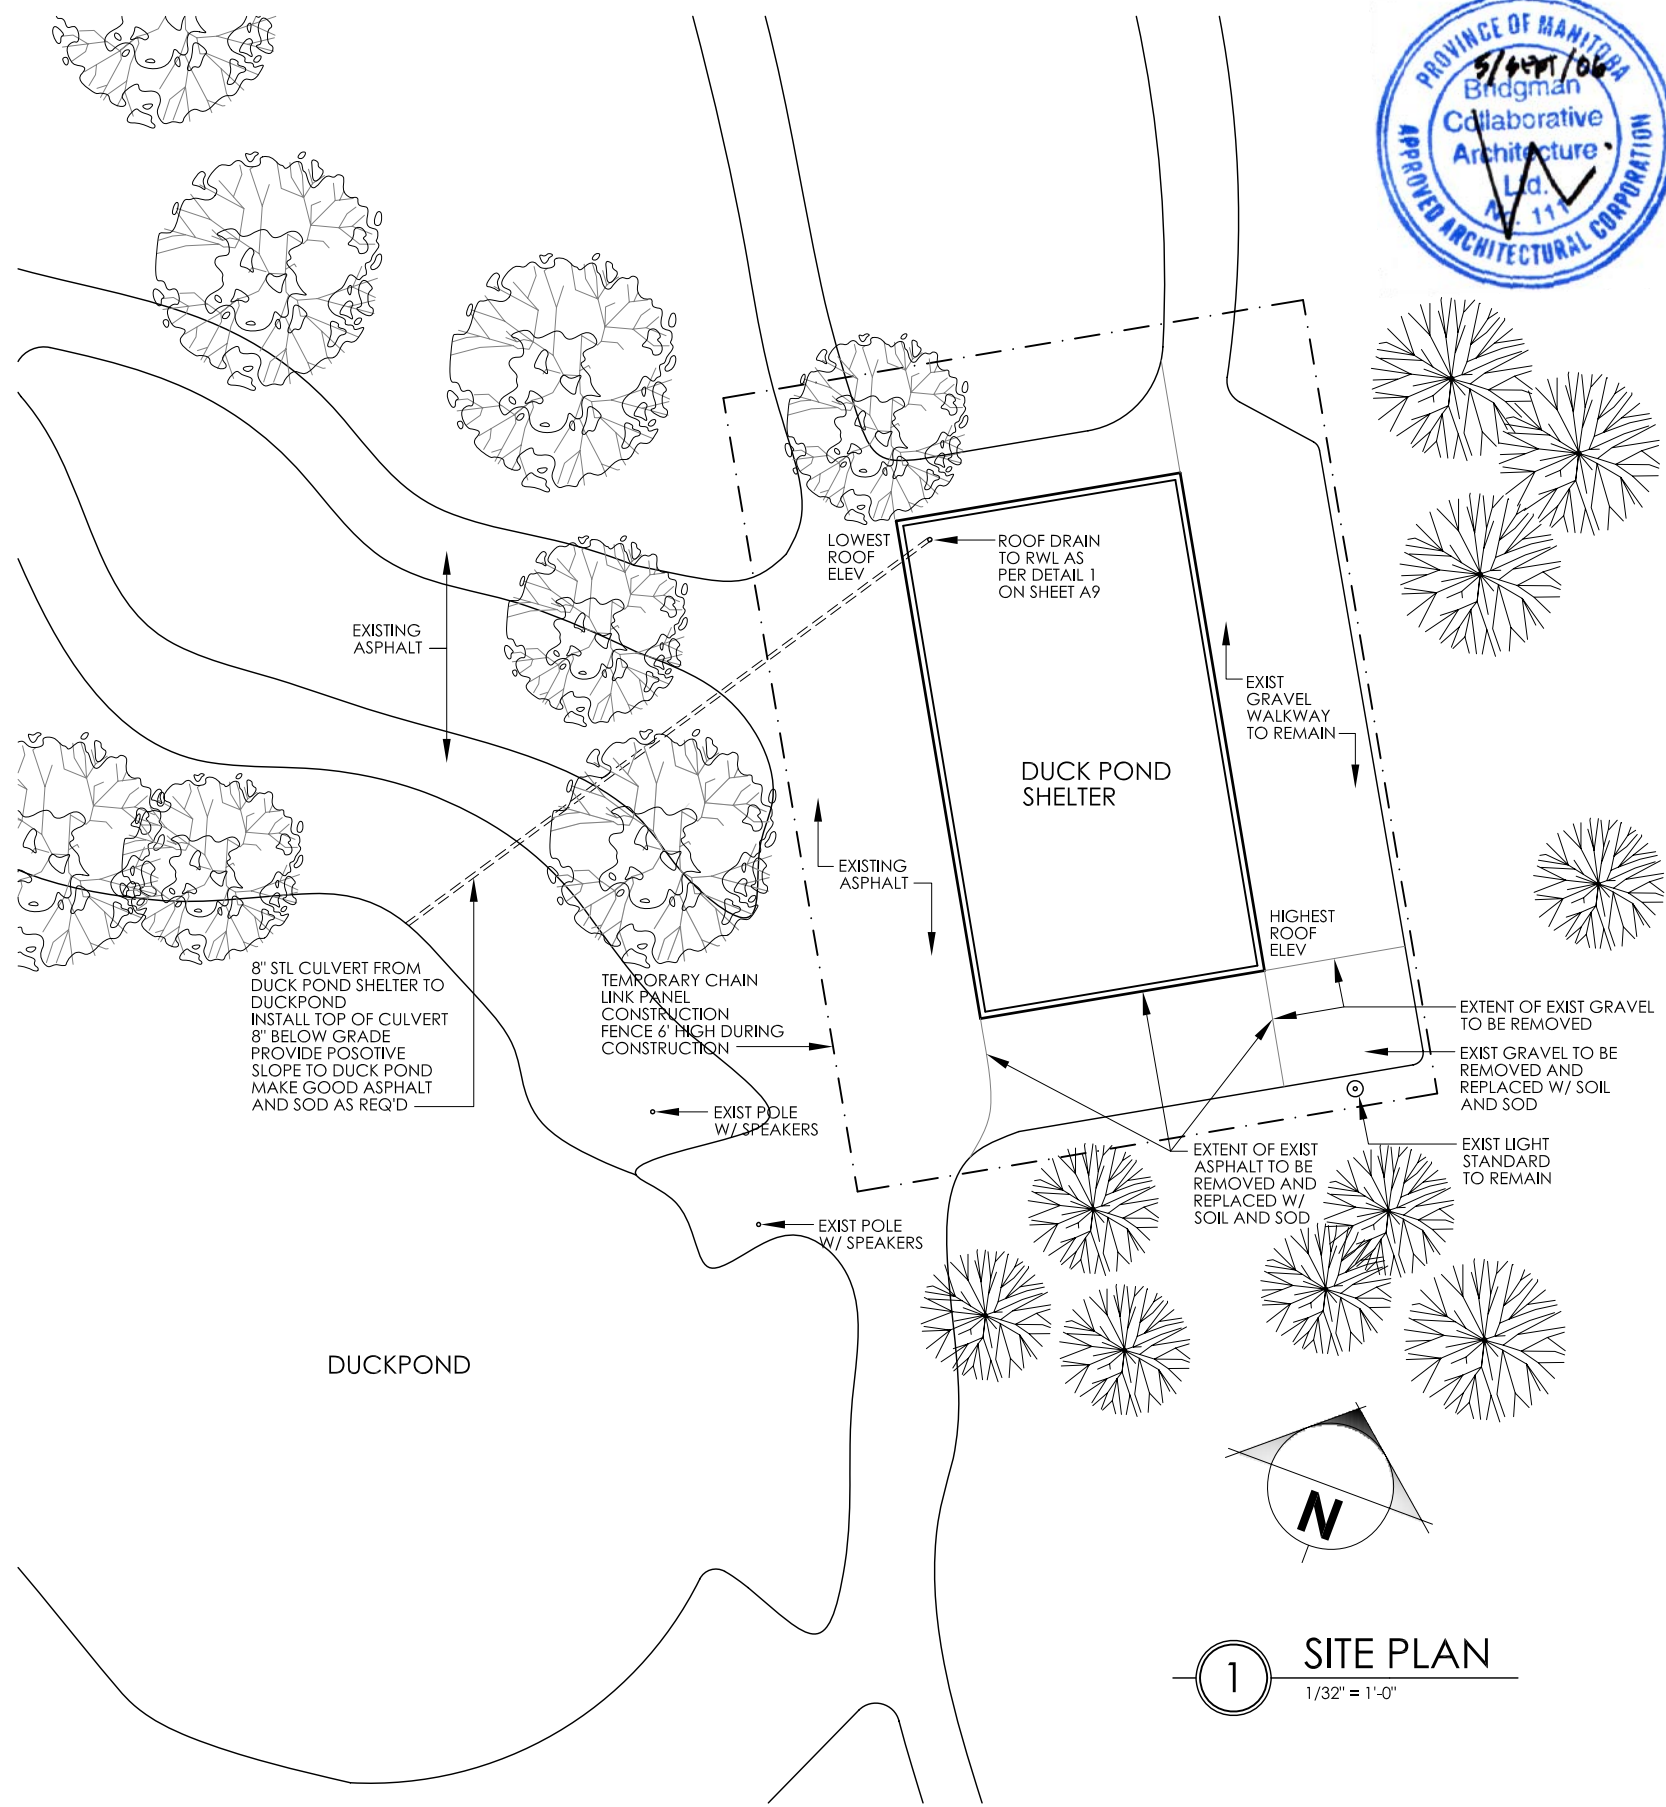 PROVINCE OF MANITOBA
5/SEPT/06
Bridgman
Collaborative
Architecture
Ltd.
No. 111
APPROVED ARCHITECTURAL CORPORATION
LOWEST
ROOF
ELEV
ROOF DRAIN
TO RWL AS
PER DETAIL 1
ON SHEET A9
EXISTING
ASPHALT
EXIST
GRAVEL
WALKWAY
TO REMAIN
DUCK POND
SHELTER
EXISTING
ASPHALT
HIGHEST
ROOF
ELEV
8" STL CULVERT FROM
DUCK POND SHELTER TO
DUCKPOND
INSTALL TOP OF CULVERT
8" BELOW GRADE
PROVIDE POSOTIVE
SLOPE TO DUCK POND
MAKE GOOD ASPHALT
AND SOD AS REQ'D
TEMPORARY CHAIN
LINK PANEL
CONSTRUCTION
FENCE 6' HIGH DURING
CONSTRUCTION
EXTENT OF EXIST GRAVEL
TO BE REMOVED
EXIST GRAVEL TO BE
REMOVED AND
REPLACED W/ SOIL
AND SOD
EXIST POLE
W/ SPEAKERS
EXTENT OF EXIST
ASPHALT TO BE
REMOVED AND
REPLACED W/
SOIL AND SOD
EXIST LIGHT
STANDARD
TO REMAIN
EXIST POLE
W/ SPEAKERS
DUCKPOND
N
1
SITE PLAN
1/32" = 1'-0"